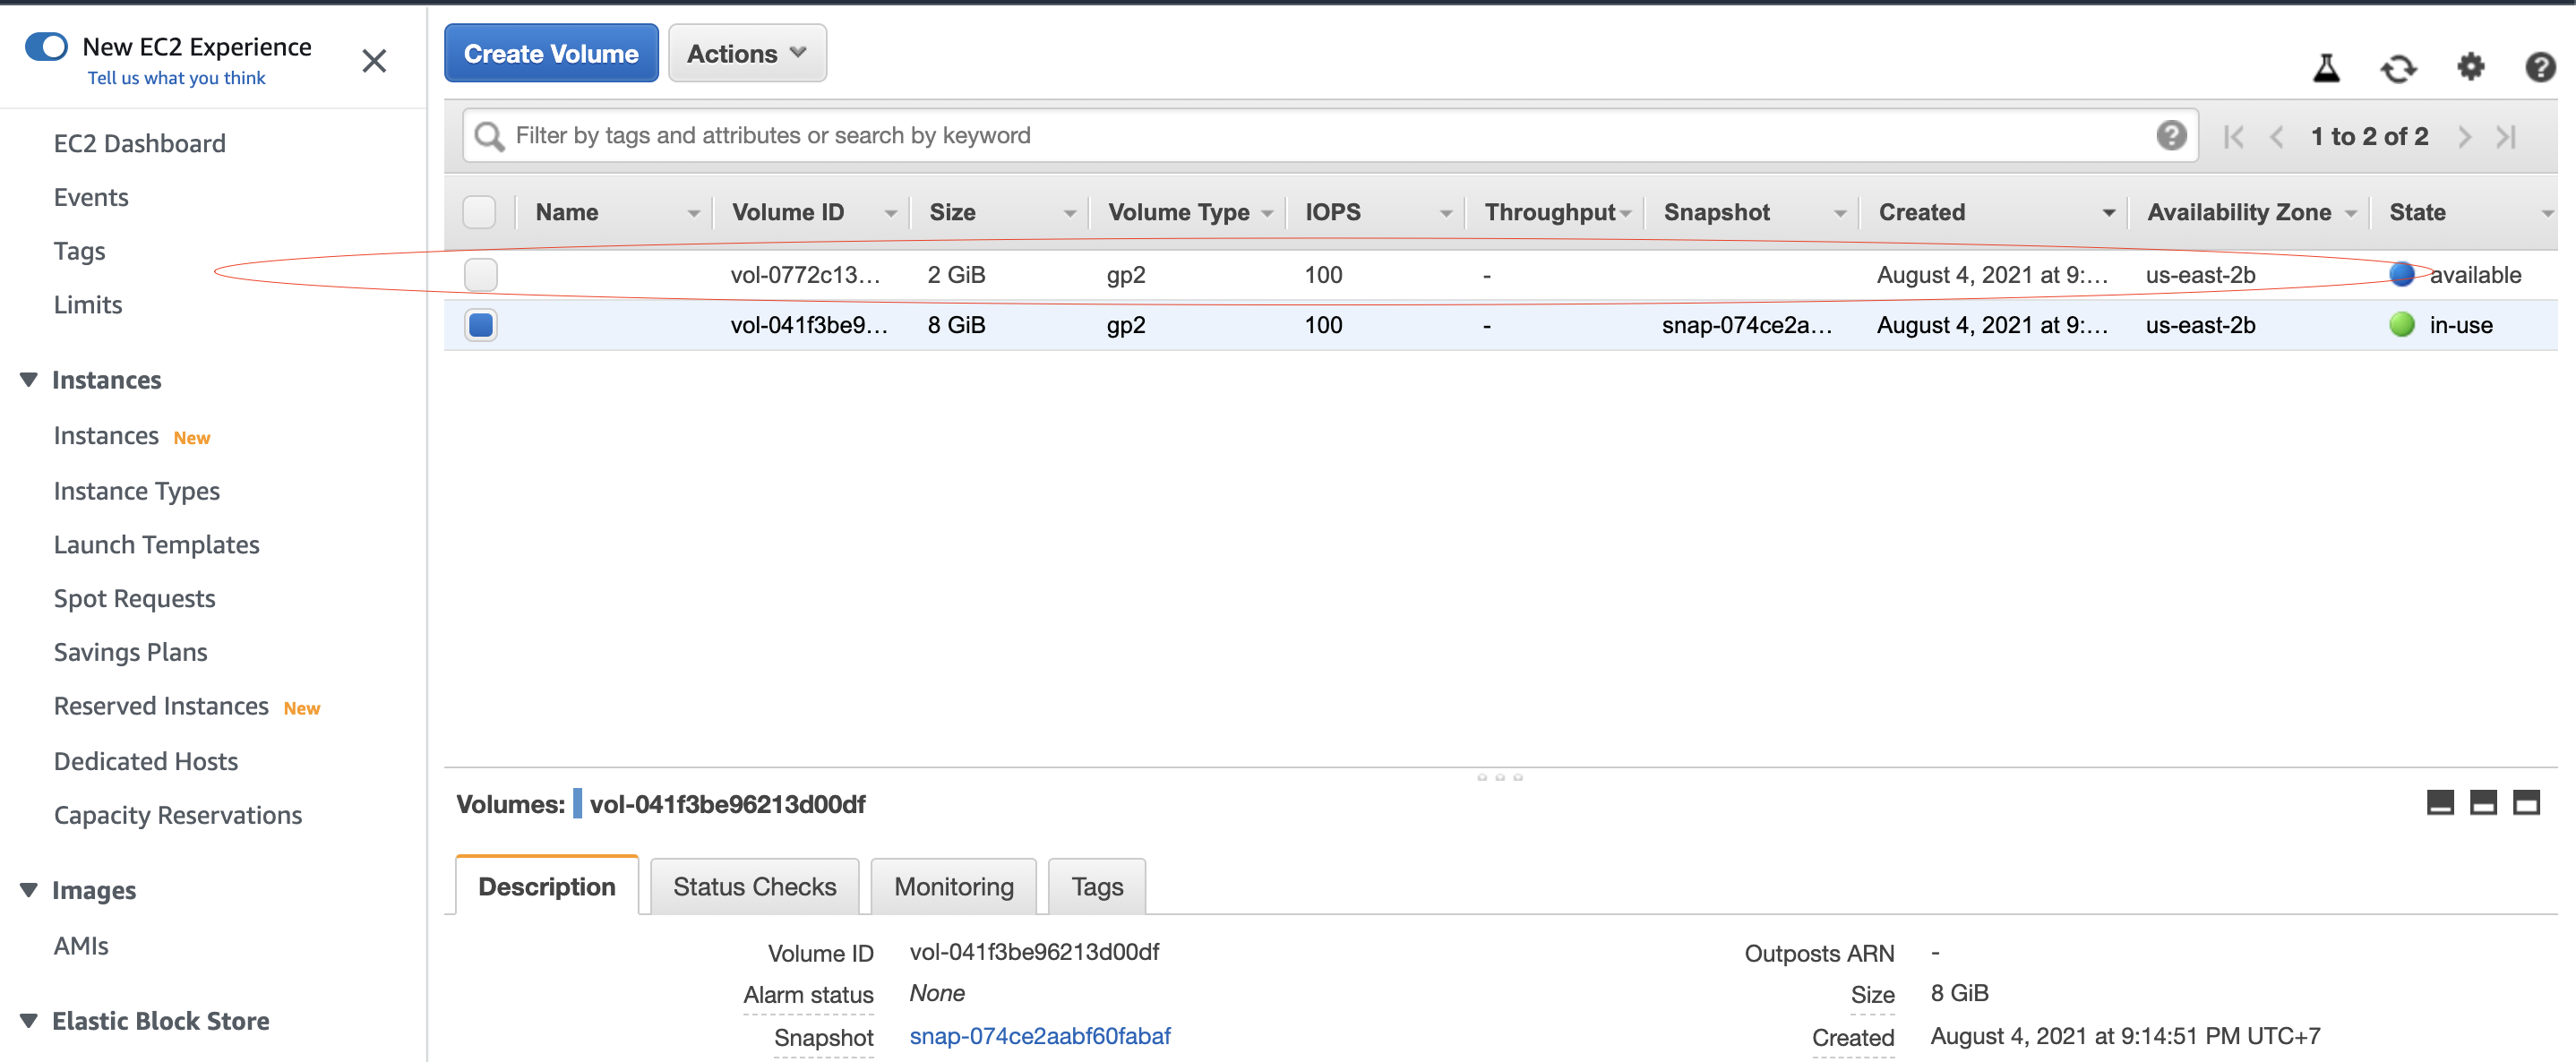 New EC2 Experience
Tell us what you think
EC2 Dashboard
Events
Tags
Limits
Instances
Instances New
Instance Types
Launch Templates
Spot Requests
Savings Plans
Reserved Instances New
Dedicated Hosts
Capacity Reservations
Images
AMIs
Elastic Block Store
Create Volume Actions
Filter by tags and attributes or search by keyword ? 1 to 2 of 2
Name Volume ID Size Volume Type IOPS Throughput Snapshot Created Availability Zone State
vol-0772c13... 2 GiB gp2 100 - August 4, 2021 at 9:... us-east-2b available
vol-041f3be9... 8 GiB gp2 100 - snap-074ce2a... August 4, 2021 at 9:... us-east-2b in-use
Volumes: vol-041f3be96213d00df
Description Status Checks Monitoring Tags
Volume ID vol-041f3be96213d00df Outposts ARN -
Alarm status None Size 8 GiB
Snapshot snap-074ce2aabf60fabaf Created August 4, 2021 at 9:14:51 PM UTC+7